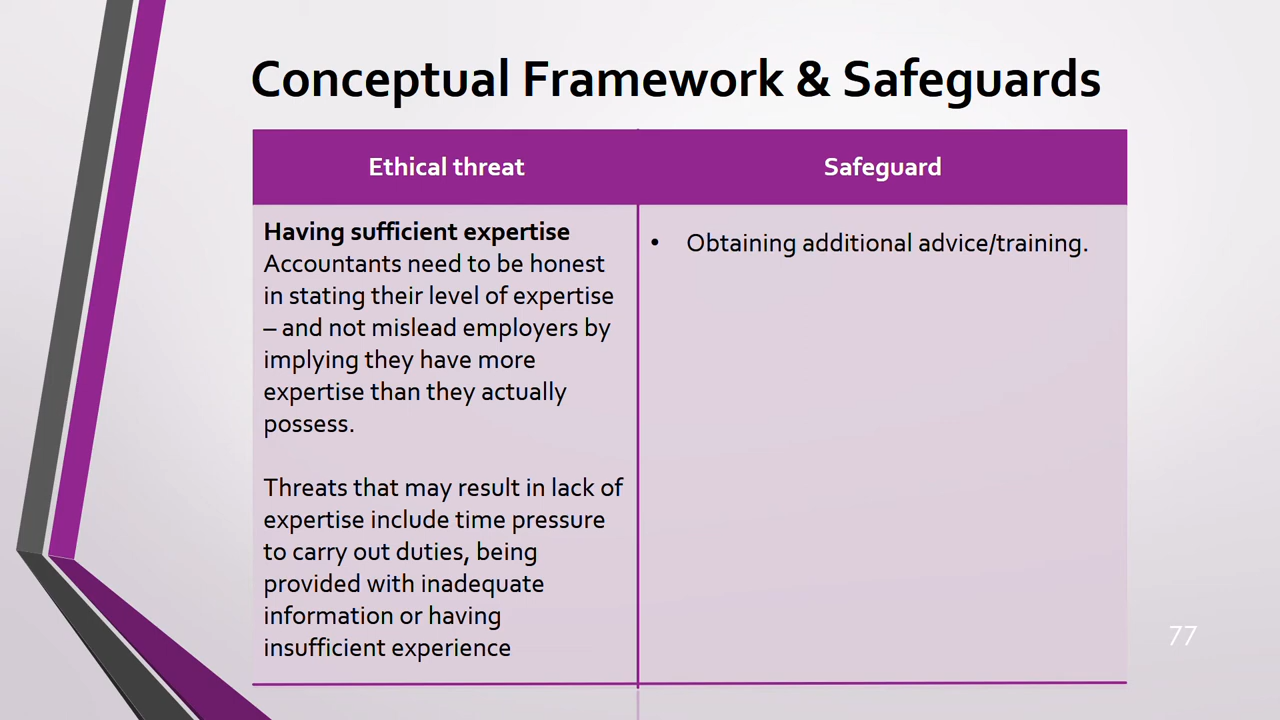 Conceptual Framework & Safeguards
Ethical threat
Safeguard
Having sufficient expertise
Accountants need to be honest
in stating their level of expertise
– and not mislead employers by
implying they have more
expertise than they actually
possess.
Threats that may result in lack of
expertise include time pressure
to carry out duties, being
provided with inadequate
information or having
insufficient experience
• Obtaining additional advice/training.
77